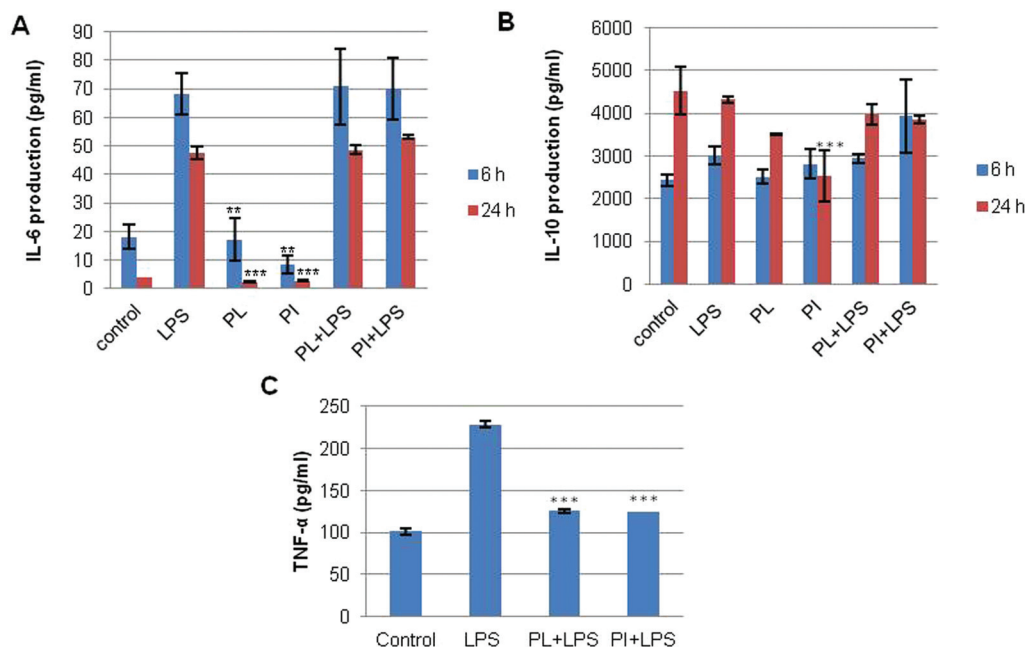 A
IL-6 production (pg/ml)
90
80
70
60
50
40
30
20
10
0
**
***
**
***
control
LPS
PL
PI
PL+LPS
PI+LPS
6 h
24 h
B
IL-10 production (pg/ml)
6000
5000
4000
3000
2000
1000
0
***
control
LPS
PL
PI
PL+LPS
PI+LPS
6 h
24 h
C
TNF-α (pg/ml)
250
200
150
100
50
0
***
***
Control
LPS
PL+LPS
PI+LPS